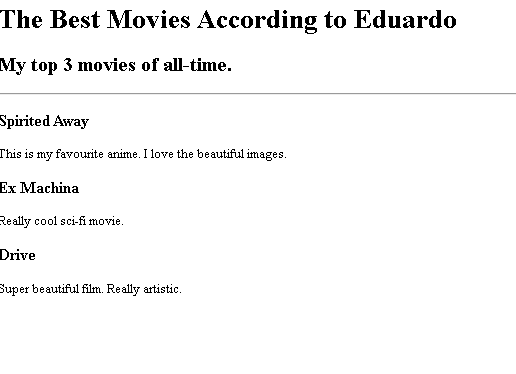 The Best Movies According to Eduardo
My top 3 movies of all-time.
Spirited Away
This is my favourite anime. I love the beautiful images.
Ex Machina
Really cool sci-fi movie.
Drive
Super beautiful film. Really artistic.